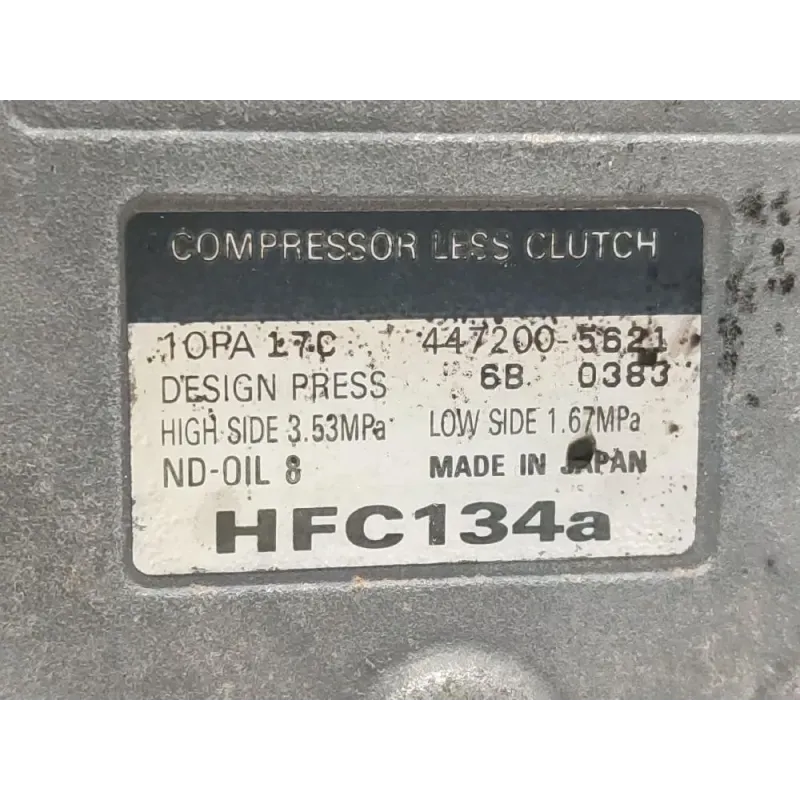 COMPRESSOR LESS CLUTCH
10PA 17C 447200-5621
DESIGN PRESS 6B 0383
HIGH SIDE 3.53MPa LOW SIDE 1.67MPa
ND-OIL 8 MADE IN JAPAN
HFC134a